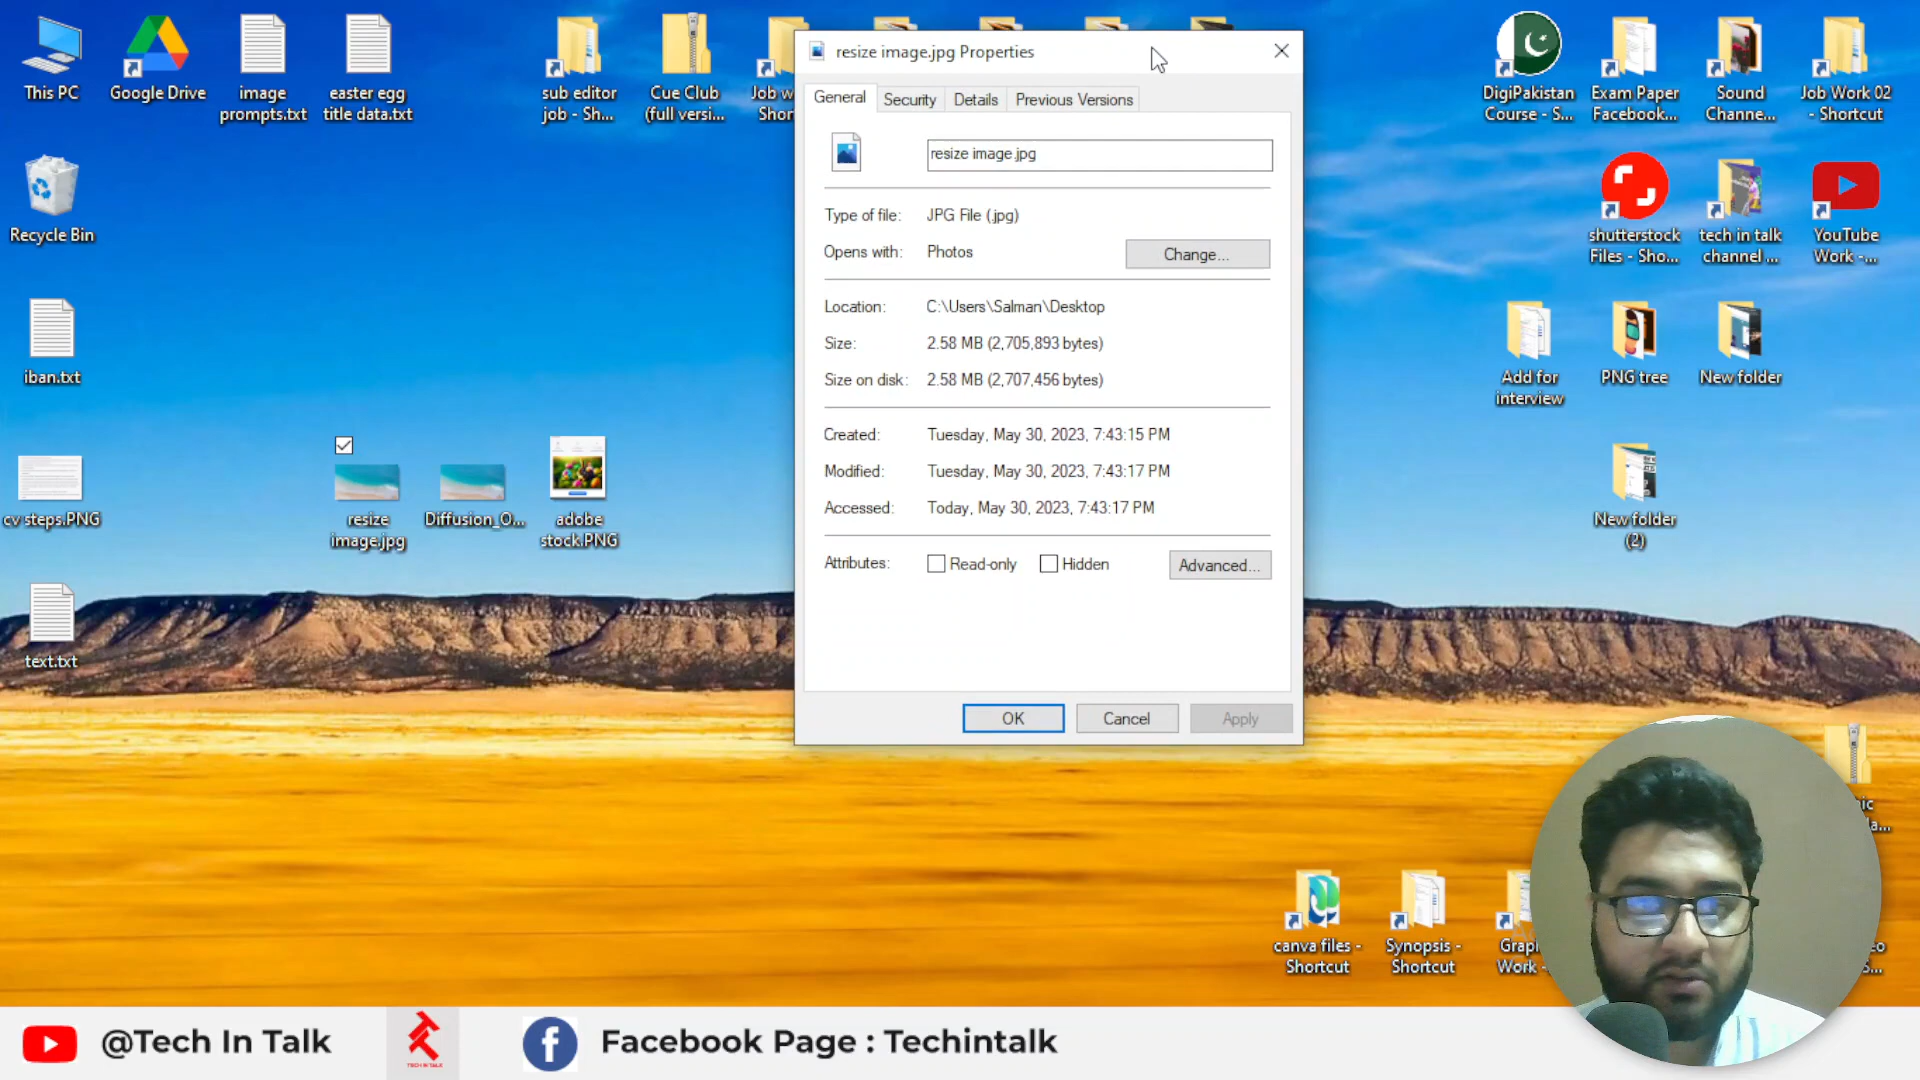 This PC
Google Drive
image
prompts.txt
easter egg
title data.txt
sub editor
job - Sh...
Cue Club
(full versi...
Job w
Shor
resize image.jpg Properties
General
Security
Details
Previous Versions
resize image.jpg
Type of file: JPG File (.jpg)
Opens with: Photos
Change...
Location: C:\Users\Salman\Desktop
Size: 2.58 MB (2,705,893 bytes)
Size on disk: 2.58 MB (2,707,456 bytes)
Created: Tuesday, May 30, 2023, 7:43:15 PM
Modified: Tuesday, May 30, 2023, 7:43:17 PM
Accessed: Today, May 30, 2023, 7:43:17 PM
Attributes: Read-only Hidden Advanced...
OK Cancel Apply
DigiPakistan
Course - S...
Exam Paper
Facebook...
Sound
Channe...
Job Work 02
- Shortcut
Recycle Bin
shutterstock
Files - Sho...
tech in talk
channel ...
YouTube
Work -...
iban.txt
Add for
interview
PNG tree
New folder
cv steps.PNG
resize
image.jpg
Diffusion_O...
adobe
stock.PNG
New folder
(2)
text.txt
canva files -
Shortcut
Synopsis -
Shortcut
Grap
Work -
@Tech In Talk
TECH IN TALK
Facebook Page : Techintalk